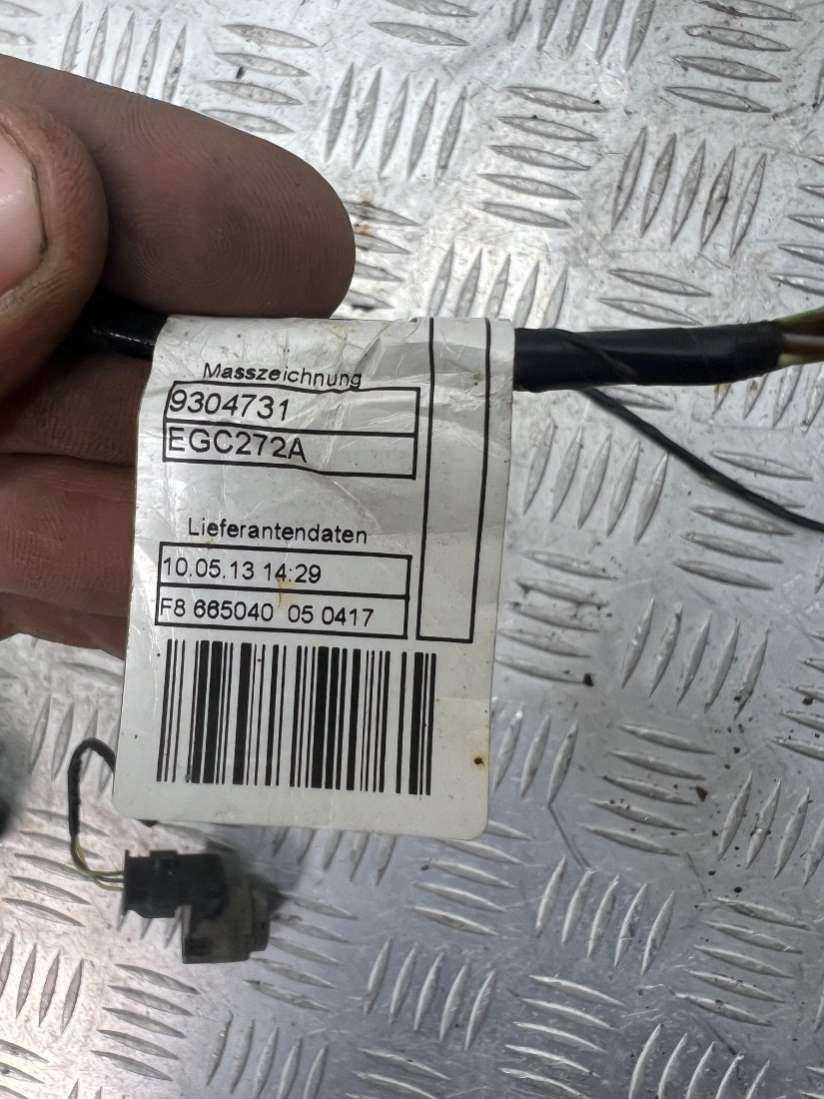 Masszeichnung
9304731
EGC272A
Lieferantendaten
10.05.13 14:29
F8 665040 05 0417